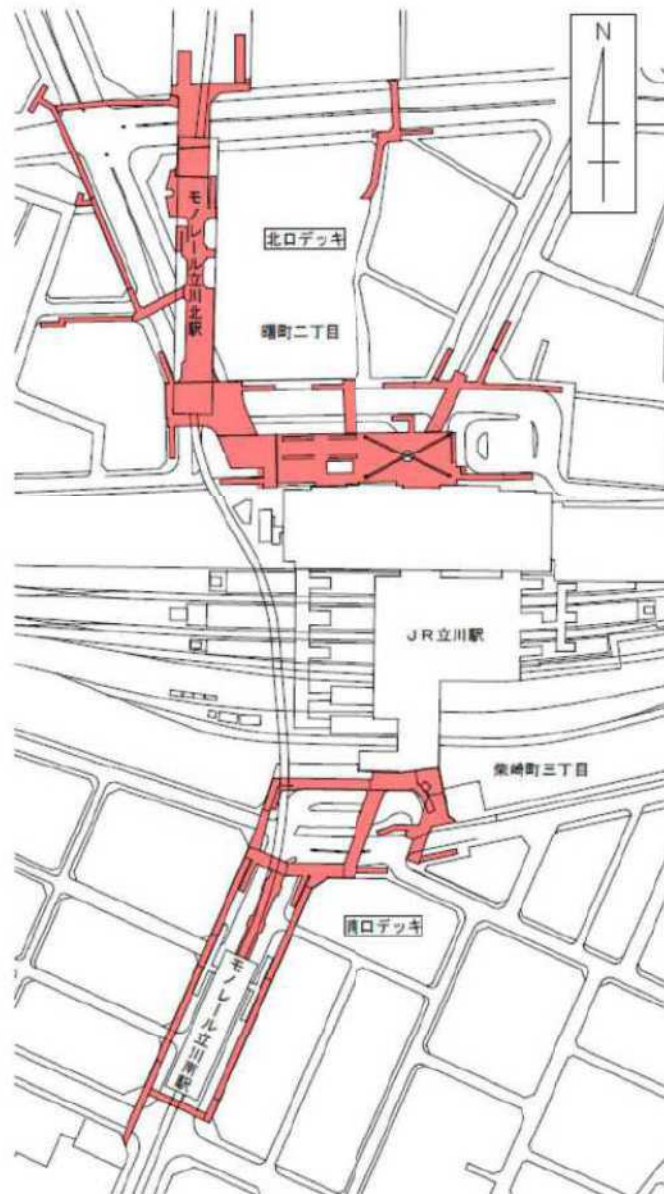 N
モノレール立川北駅
北口デッキ
曙町二丁目
JR立川駅
柴崎町三丁目
南口デッキ
モノレール立川南駅